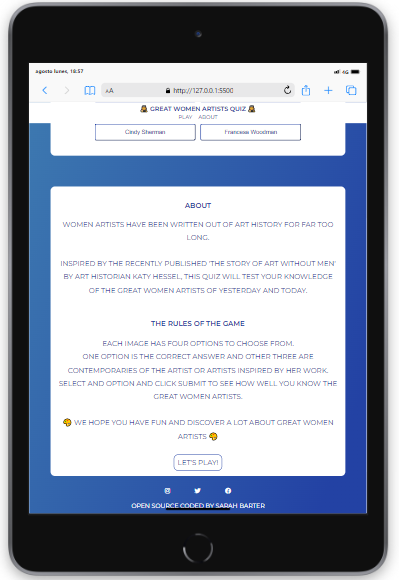 agosto lunes, 18:57
4G
AA
http://127.0.0.1:5500
GREAT WOMEN ARTISTS QUIZ
PLAY ABOUT
Cindy Sherman
Francese Woodman
ABOUT
WOMEN ARTISTS HAVE BEEN WRITTEN OUT OF ART HISTORY FOR FAR TOO
LONG.
INSPIRED BY THE RECENTLY PUBLISHED 'THE STORY OF ART WITHOUT MEN'
BY ART HISTORIAN KATY HESSEL, THIS QUIZ WILL TEST YOUR KNOWLEDGE
OF THE GREAT WOMEN ARTISTS OF YESTERDAY AND TODAY.
THE RULES OF THE GAME
EACH IMAGE HAS FOUR OPTIONS TO CHOOSE FROM.
ONE OPTION IS THE CORRECT ANSWER AND OTHER THREE ARE
CONTEMPORARIES OF THE ARTIST OR ARTISTS INSPIRED BY HER WORK.
SELECT AND OPTION AND CLICK SUBMIT TO SEE HOW WELL YOU KNOW THE
GREAT WOMEN ARTISTS.
WE HOPE YOU HAVE FUN AND DISCOVER A LOT ABOUT GREAT WOMEN
ARTISTS
LET'S PLAY!
OPEN SOURCE CODED BY SARAH BARTER